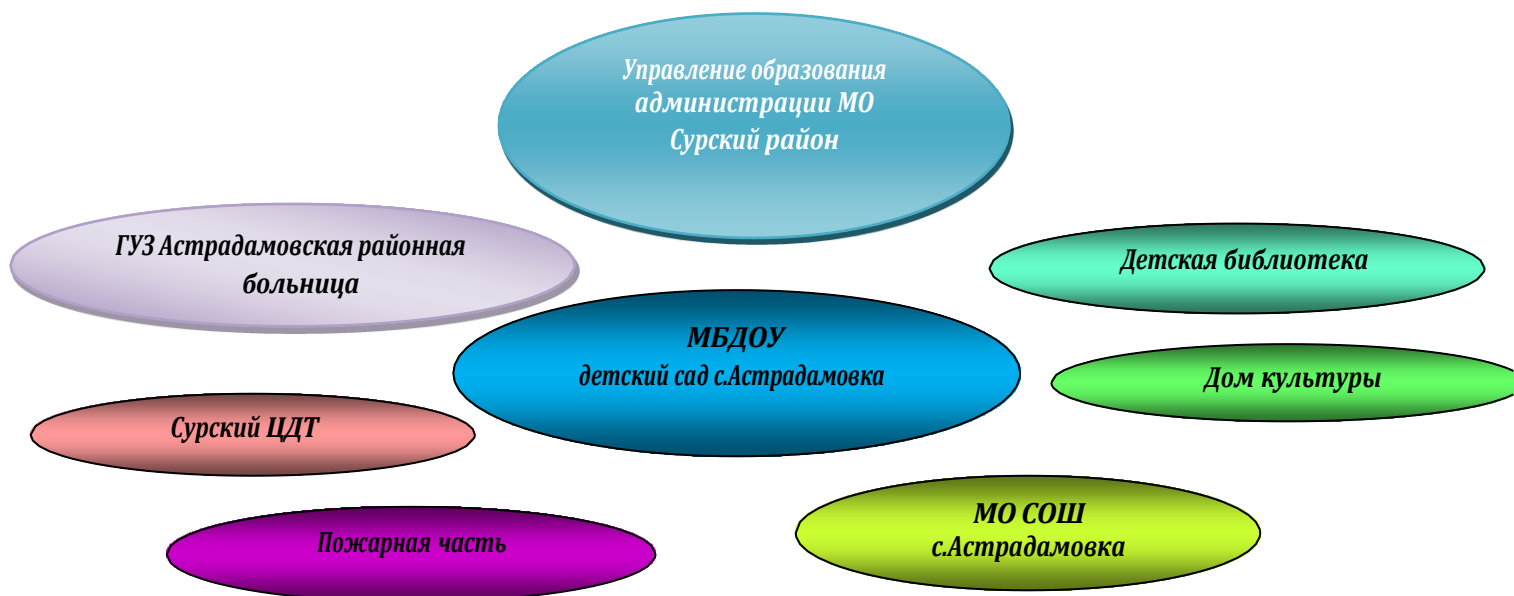 Управление образования
администрации МО
Сурский район
ГУЗ Астрадамовская районная
больница
Детская библиотека
МБДОУ
детский сад с.Астрадамовка
Дом культуры
Сурский ЦДТ
МО СОШ
с.Астрадамовка
Пожарная часть